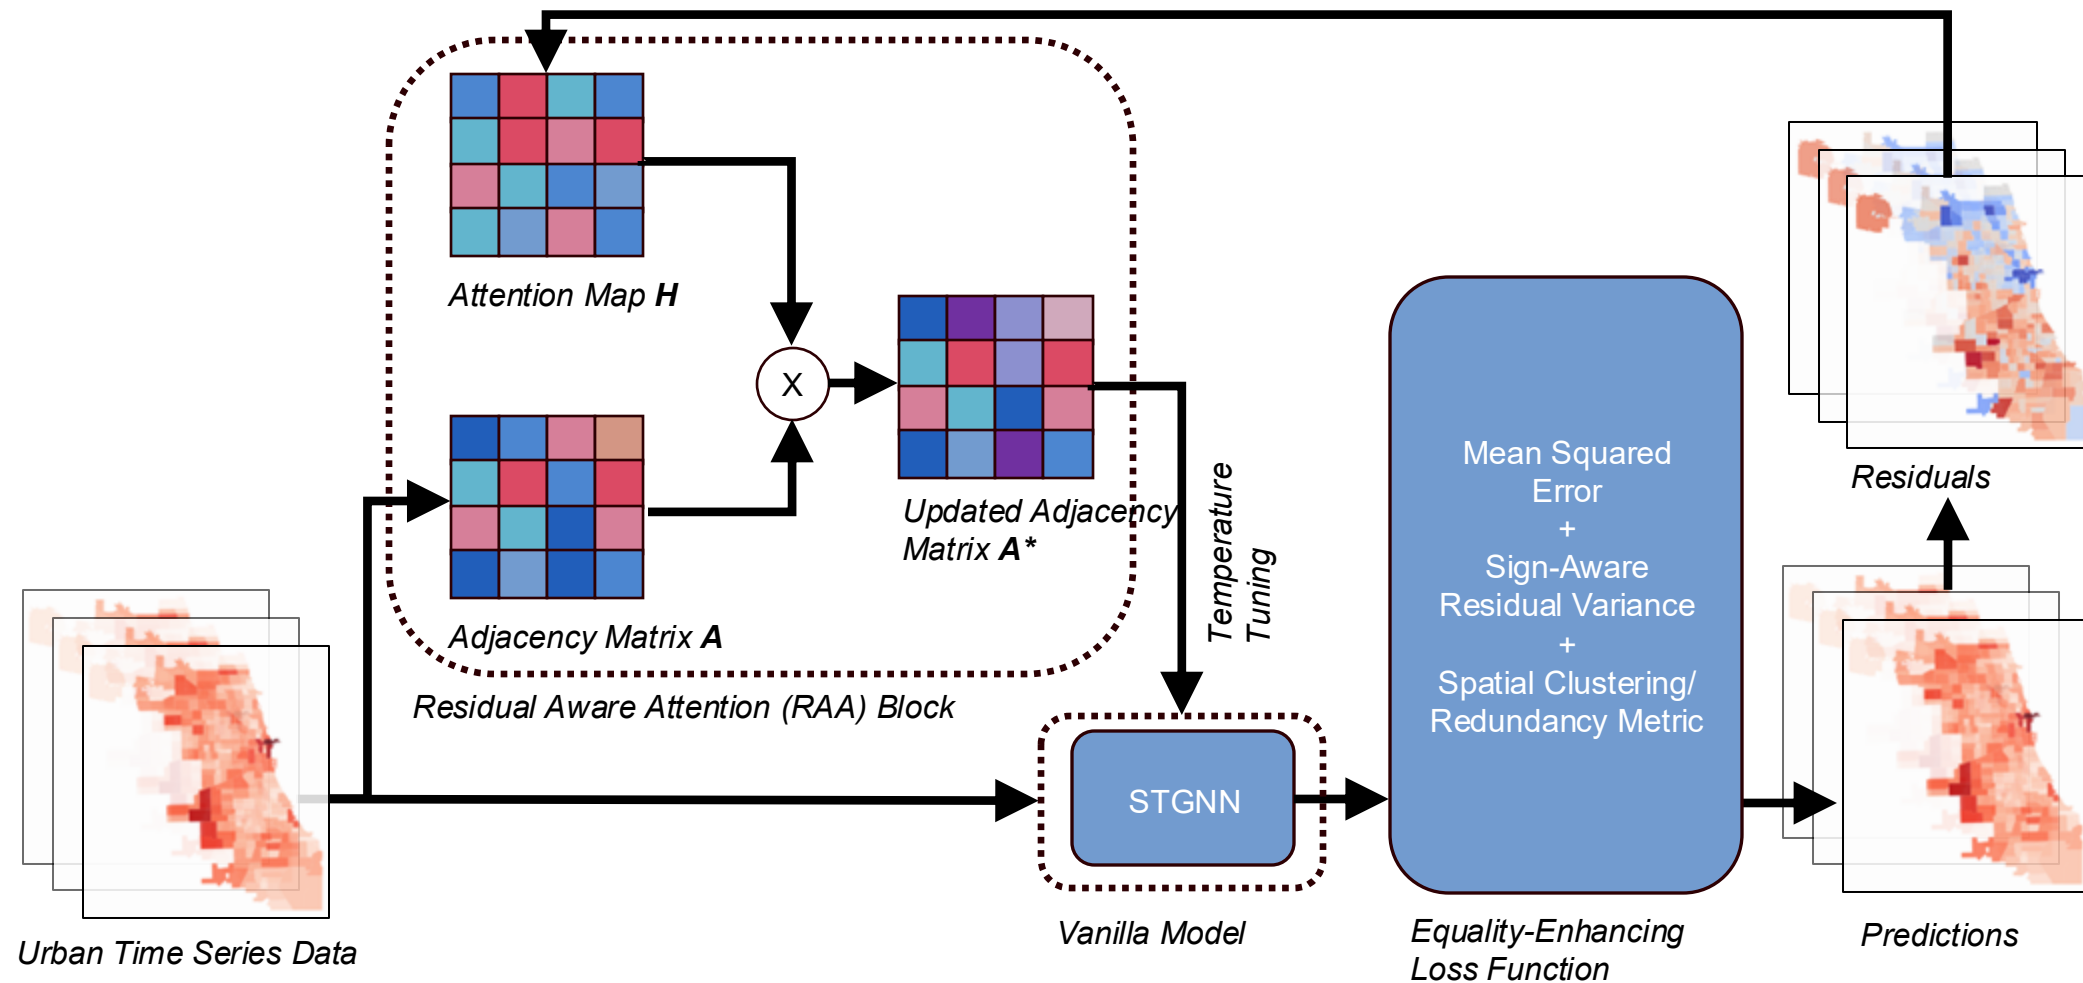 Attention Map H
X
Updated Adjacency
Matrix A*
Adjacency Matrix A
Residual Aware Attention (RAA) Block
Temperature
Tuning
Urban Time Series Data
STGNN
Vanilla Model
Mean Squared
Error
+
Sign-Aware
Residual Variance
+
Spatial Clustering/
Redundancy Metric
Equality-Enhancing
Loss Function
Residuals
Predictions